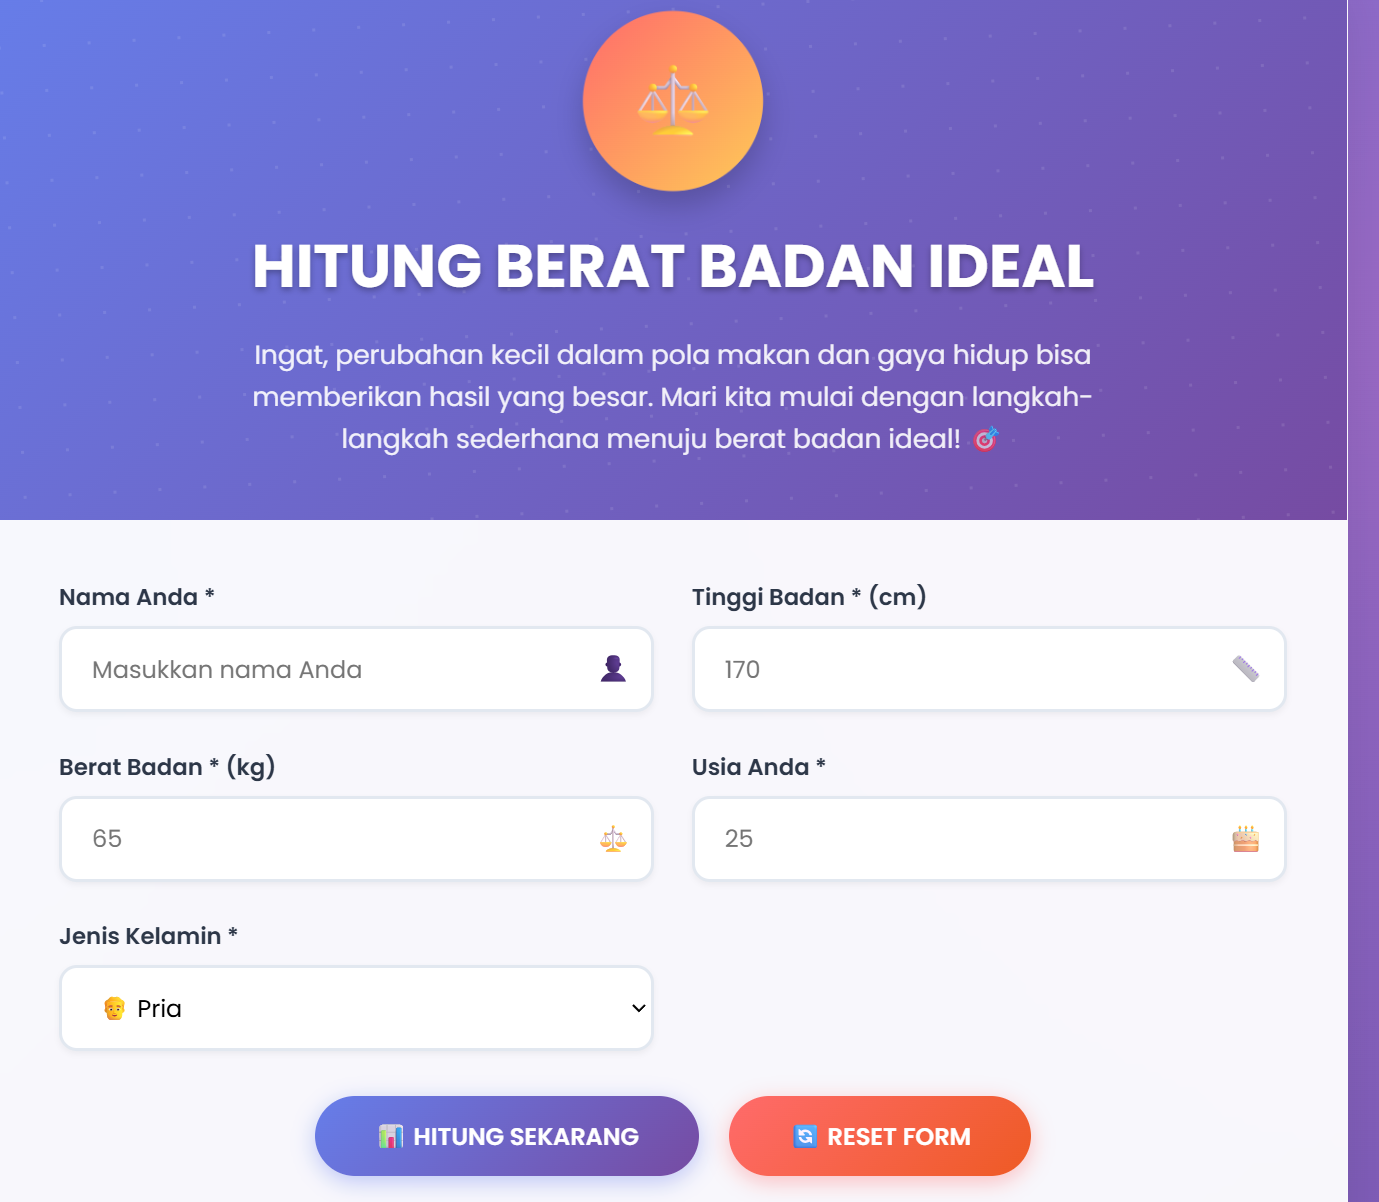 HITUNG BERAT BADAN IDEAL
Ingat, perubahan kecil dalam pola makan dan gaya hidup bisa
memberikan hasil yang besar. Mari kita mulai dengan langkah-
langkah sederhana menuju berat badan ideal! 🎯
Nama Anda *
Masukkan nama Anda
Tinggi Badan * (cm)
170
Berat Badan * (kg)
65
Usia Anda *
25
Jenis Kelamin *
Pria
HITUNG SEKARANG
RESET FORM